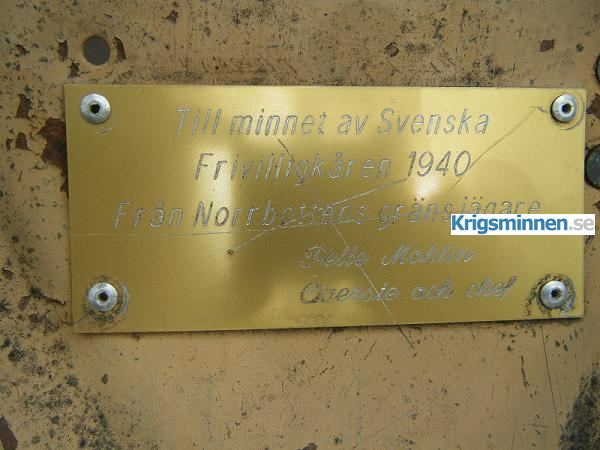 Till minnet av Svenska
Frivilligkåren 1940
Från Norrbottens gränsjägare
Krigsminnen.se
Pelle Mohlin
Överste och chef